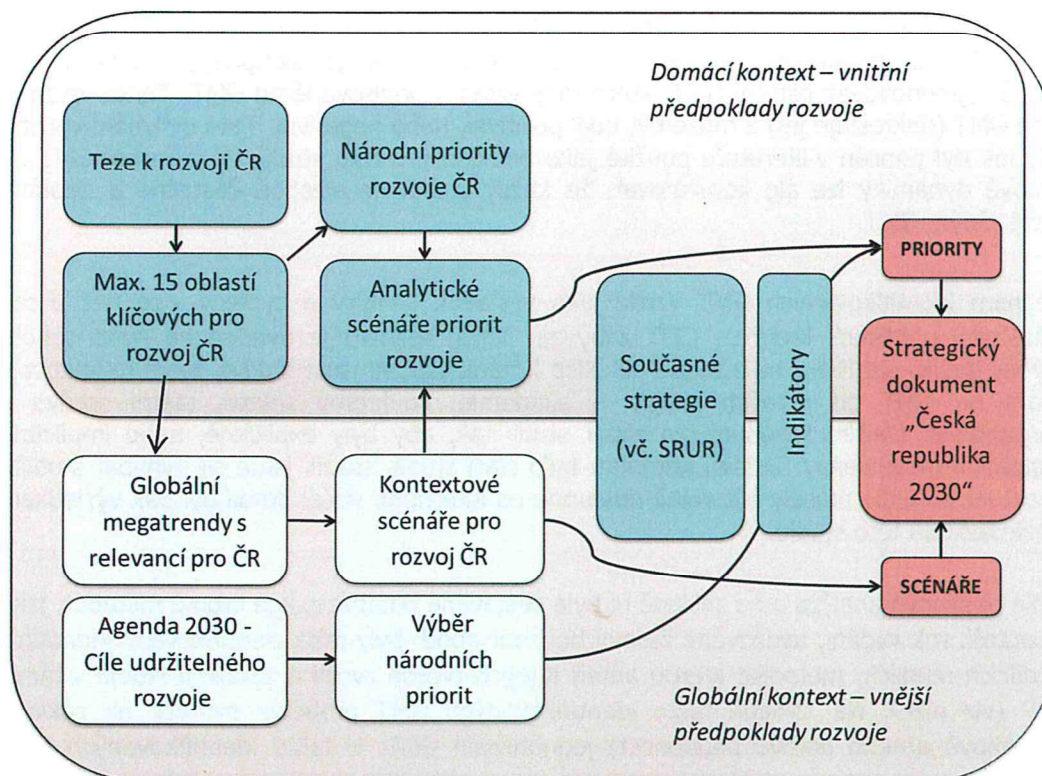 Domácí kontext – vnitřní
předpoklady rozvoje
Teze k rozvoji ČR
Národní priority
rozvoje ČR
PRIORITY
Max. 15 oblastí
klíčových pro
rozvoj ČR
Analytické
scénáře priorit
rozvoje
Současné
strategie
(vč. SRUR)
Indikátory
Strategický
dokument
„Česká
republika
2030“
Globální
megatrendy s
relevancí pro ČR
Kontextové
scénáře pro
rozvoj ČR
SCÉNÁŘE
Agenda 2030 -
Cíle udržitelného
rozvoje
Výběr
národních
priorit
Globální kontext – vnější
předpoklady rozvoje